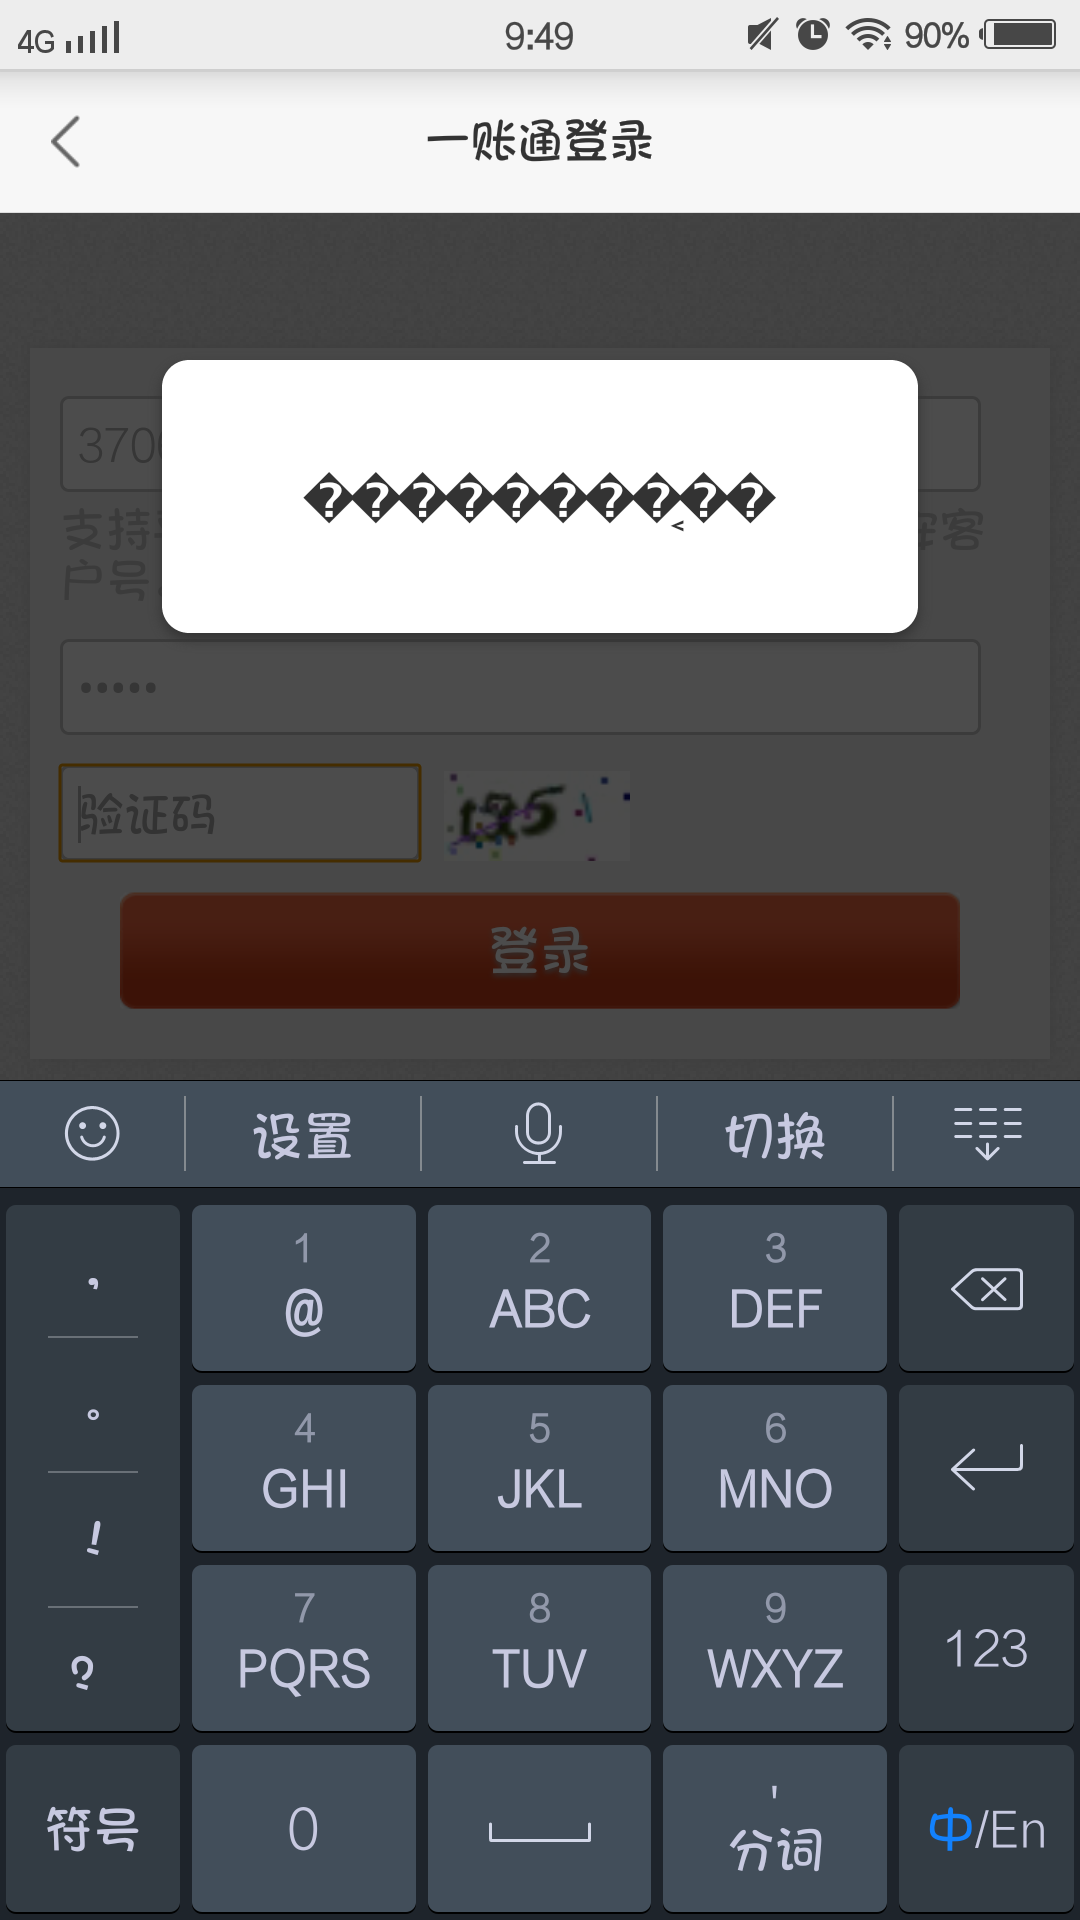 4G 9:49 90%
一账通登录
370
支持
客
户号
�������� ��
<
•••••
验证码
登录
设置 切换
, 1 2 3
@ ABC DEF
。 4 5 6
GHI JKL MNO
!
7 8 9
? PQRS TUV WXYZ 123
符号 0 ' 中/En
分词